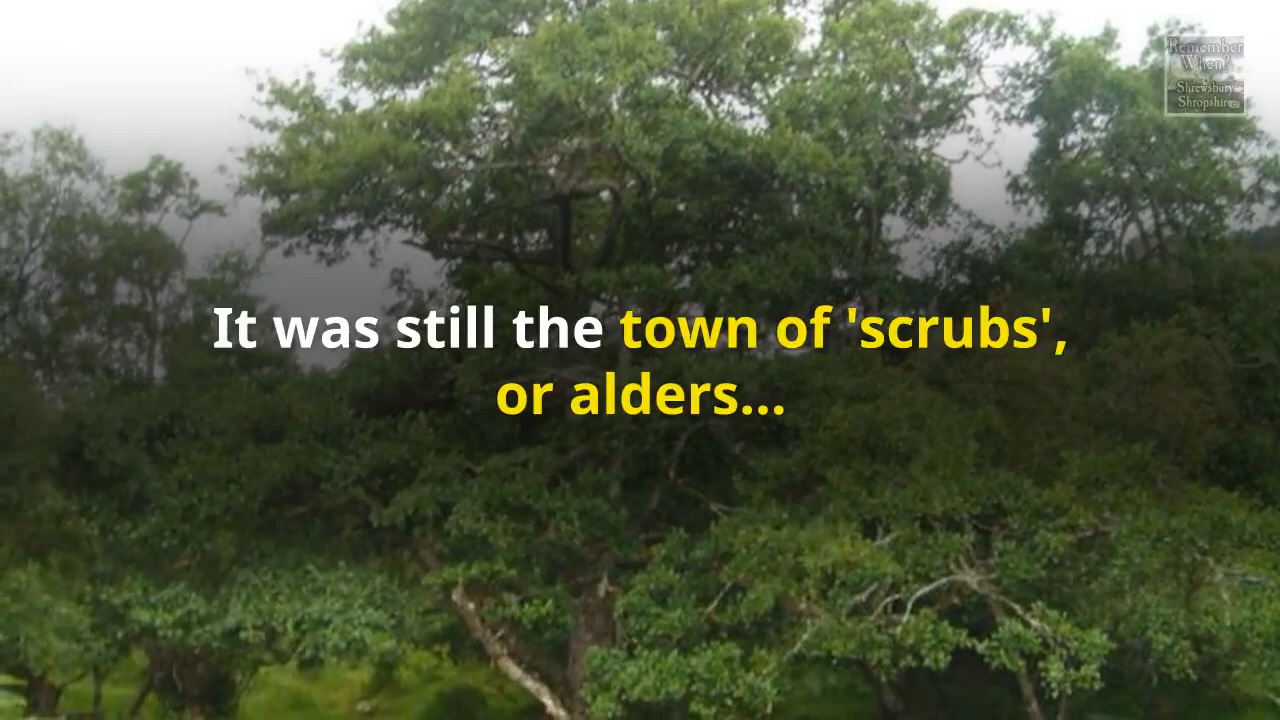 Remember
When?
Shrewsbury
Shropshire
It was still the town of 'scrubs',
or alders...